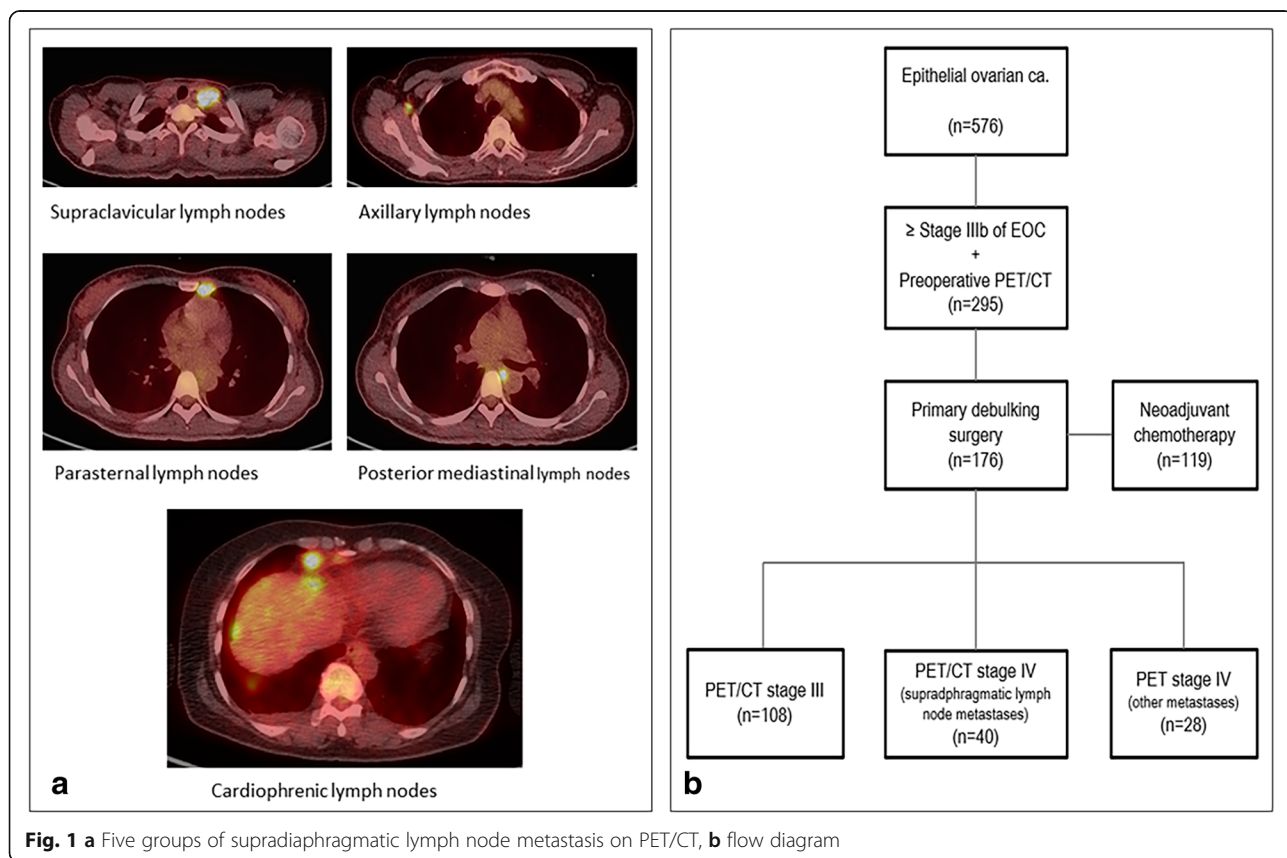 Supraclavicular lymph nodes
Axillary lymph nodes
Parasternal lymph nodes
Posterior mediastinal lymph nodes
Cardiophrenic lymph nodes
a
Epithelial ovarian ca.
(n=576)
≥ Stage IIIb of EOC
+
Preoperative PET/CT
(n=295)
Primary debulking
surgery
(n=176)
Neoadjuvant
chemotherapy
(n=119)
PET/CT stage III
(n=108)
PET/CT stage IV
(supradphragmatic lymph
node metastases)
(n=40)
PET stage IV
(other metastases)
(n=28)
b
Fig. 1 a Five groups of supradiaphragmatic lymph node metastasis on PET/CT, b flow diagram